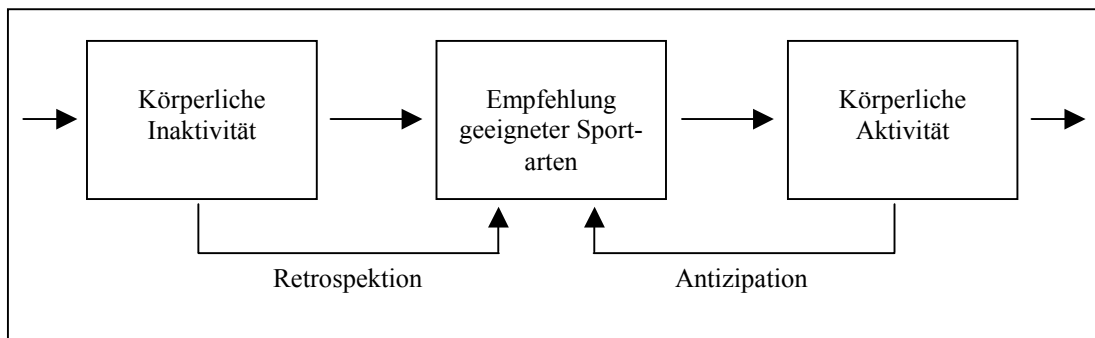 Körperliche
Inaktivität
Empfehlung
geeigneter Sport-
arten
Körperliche
Aktivität
Retrospektion
Antizipation